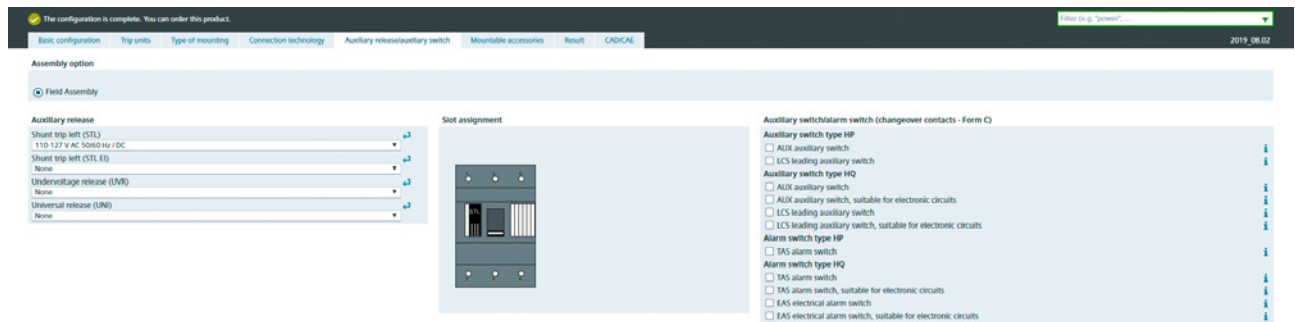 The configuration is complete. You can order this product.
Filter (e.g. "power", ...
Basic configuration Trip units Type of mounting Connection technology Auxiliary release/auxiliary switch Mountable accessories Result CAD/CAE
2019_08.02
Assembly option
Field Assembly
Auxiliary release
Shunt trip left (STL)
110-127 V AC 50/60 Hz / DC
Shunt trip left (STL EI)
None
Undervoltage release (UVR)
None
Universal release (UNI)
None
Slot assignment
STL
Auxiliary switch/alarm switch (changeover contacts - Form C)
Auxiliary switch type HP
AUX auxiliary switch
LCS leading auxiliary switch
Auxiliary switch type HQ
AUX auxiliary switch
AUX auxiliary switch, suitable for electronic circuits
LCS leading auxiliary switch
LCS leading auxiliary switch, suitable for electronic circuits
Alarm switch type HP
TAS alarm switch
Alarm switch type HQ
TAS alarm switch
TAS alarm switch, suitable for electronic circuits
EAS electrical alarm switch
EAS electrical alarm switch, suitable for electronic circuits